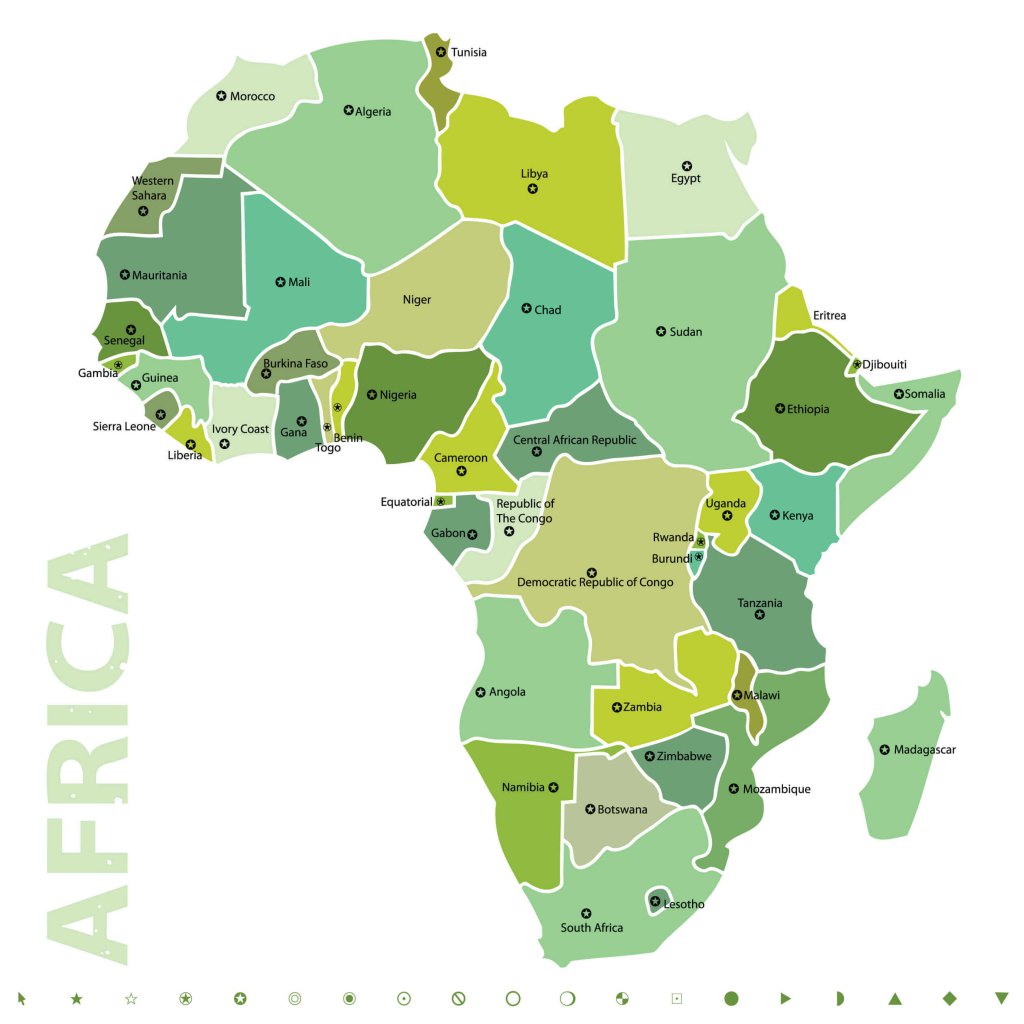 Tunisia
Morocco
Algeria
Libya
Egypt
Western
Sahara
Mauritania
Mali
Niger
Chad
Sudan
Eritrea
Senegal
Gambia
Guinea
Burkina Faso
Djibouiti
Somalia
Nigeria
Ethiopia
Sierra Leone
Ivory Coast
Gana
Togo
Benin
Liberia
Central African Republic
Cameroon
Equatorial
Republic of
The Congo
Uganda
Kenya
Gabon
Rwanda
Burundi
Democratic Republic of Congo
Tanzania
Angola
Zambia
Malawi
Madagascar
Zimbabwe
Namibia
Botswana
Mozambique
Lesotho
South Africa
AFRICA